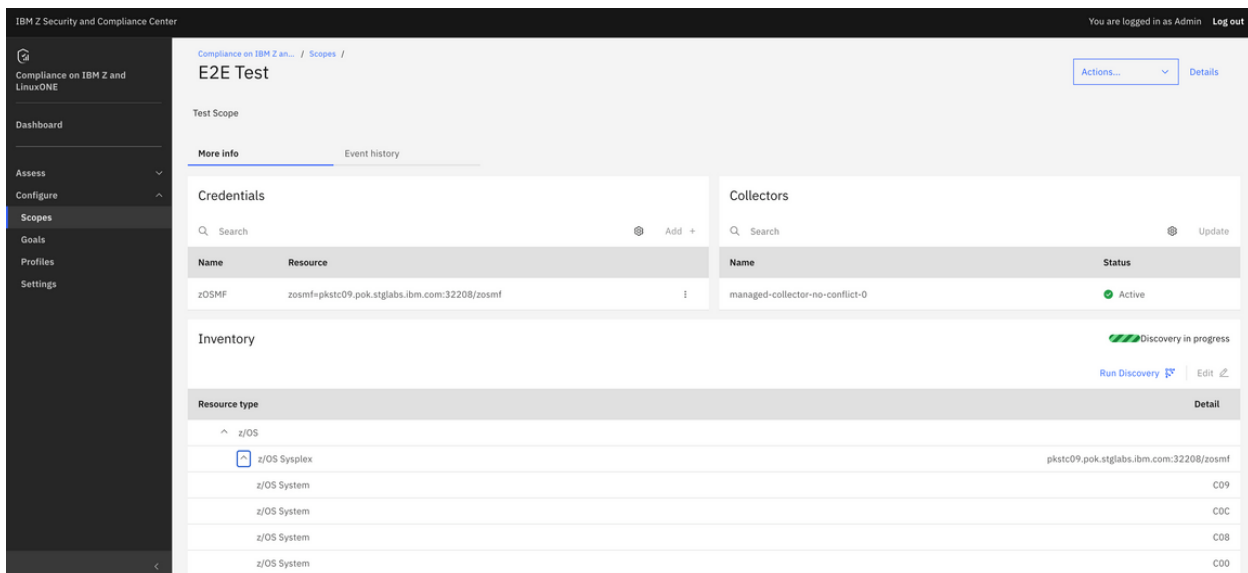 IBM Z Security and Compliance Center
You are logged in as Admin Log out
Compliance on IBM Z and
LinuxONE
Dashboard
Assess
Configure
Scopes
Goals
Profiles
Settings
Compliance on IBM Z an... / Scopes /
E2E Test
Actions...
Details
Test Scope
More info
Event history
Credentials
Search
Add +
Name Resource
zOSMF zosmf=pkstc09.pok.stglabs.ibm.com:32208/zosmf
Collectors
Search
Update
Name Status
managed-collector-no-conflict-0 Active
Inventory
Discovery in progress
Run Discovery
Edit
Resource type Detail
z/OS
z/OS Sysplex pkstc09.pok.stglabs.ibm.com:32208/zosmf
z/OS System C09
z/OS System C0C
z/OS System C08
z/OS System C00